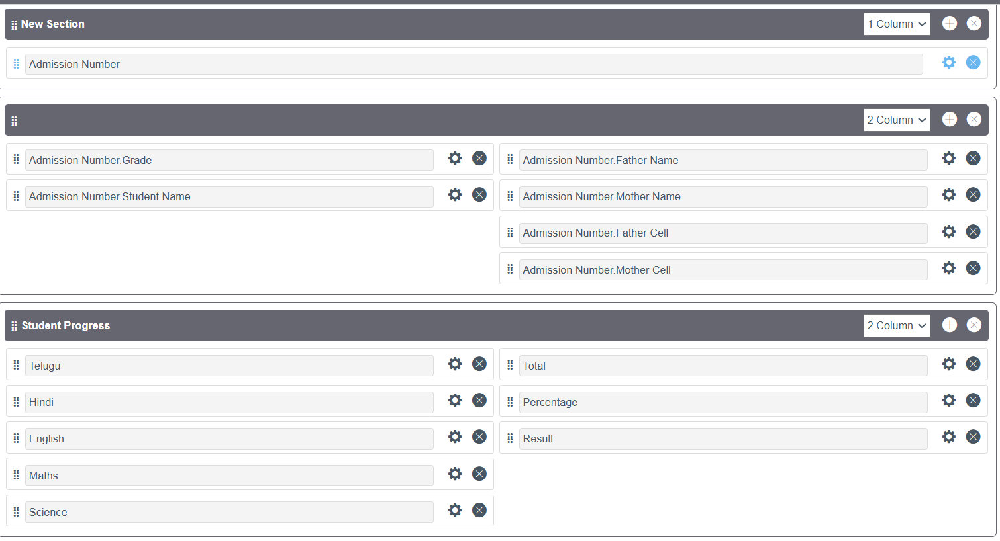 New Section
1 Column
Admission Number
2 Column
Admission Number.Grade
Admission Number.Student Name
Admission Number.Father Name
Admission Number.Mother Name
Admission Number.Father Cell
Admission Number.Mother Cell
Student Progress
2 Column
Telugu
Hindi
English
Maths
Science
Total
Percentage
Result